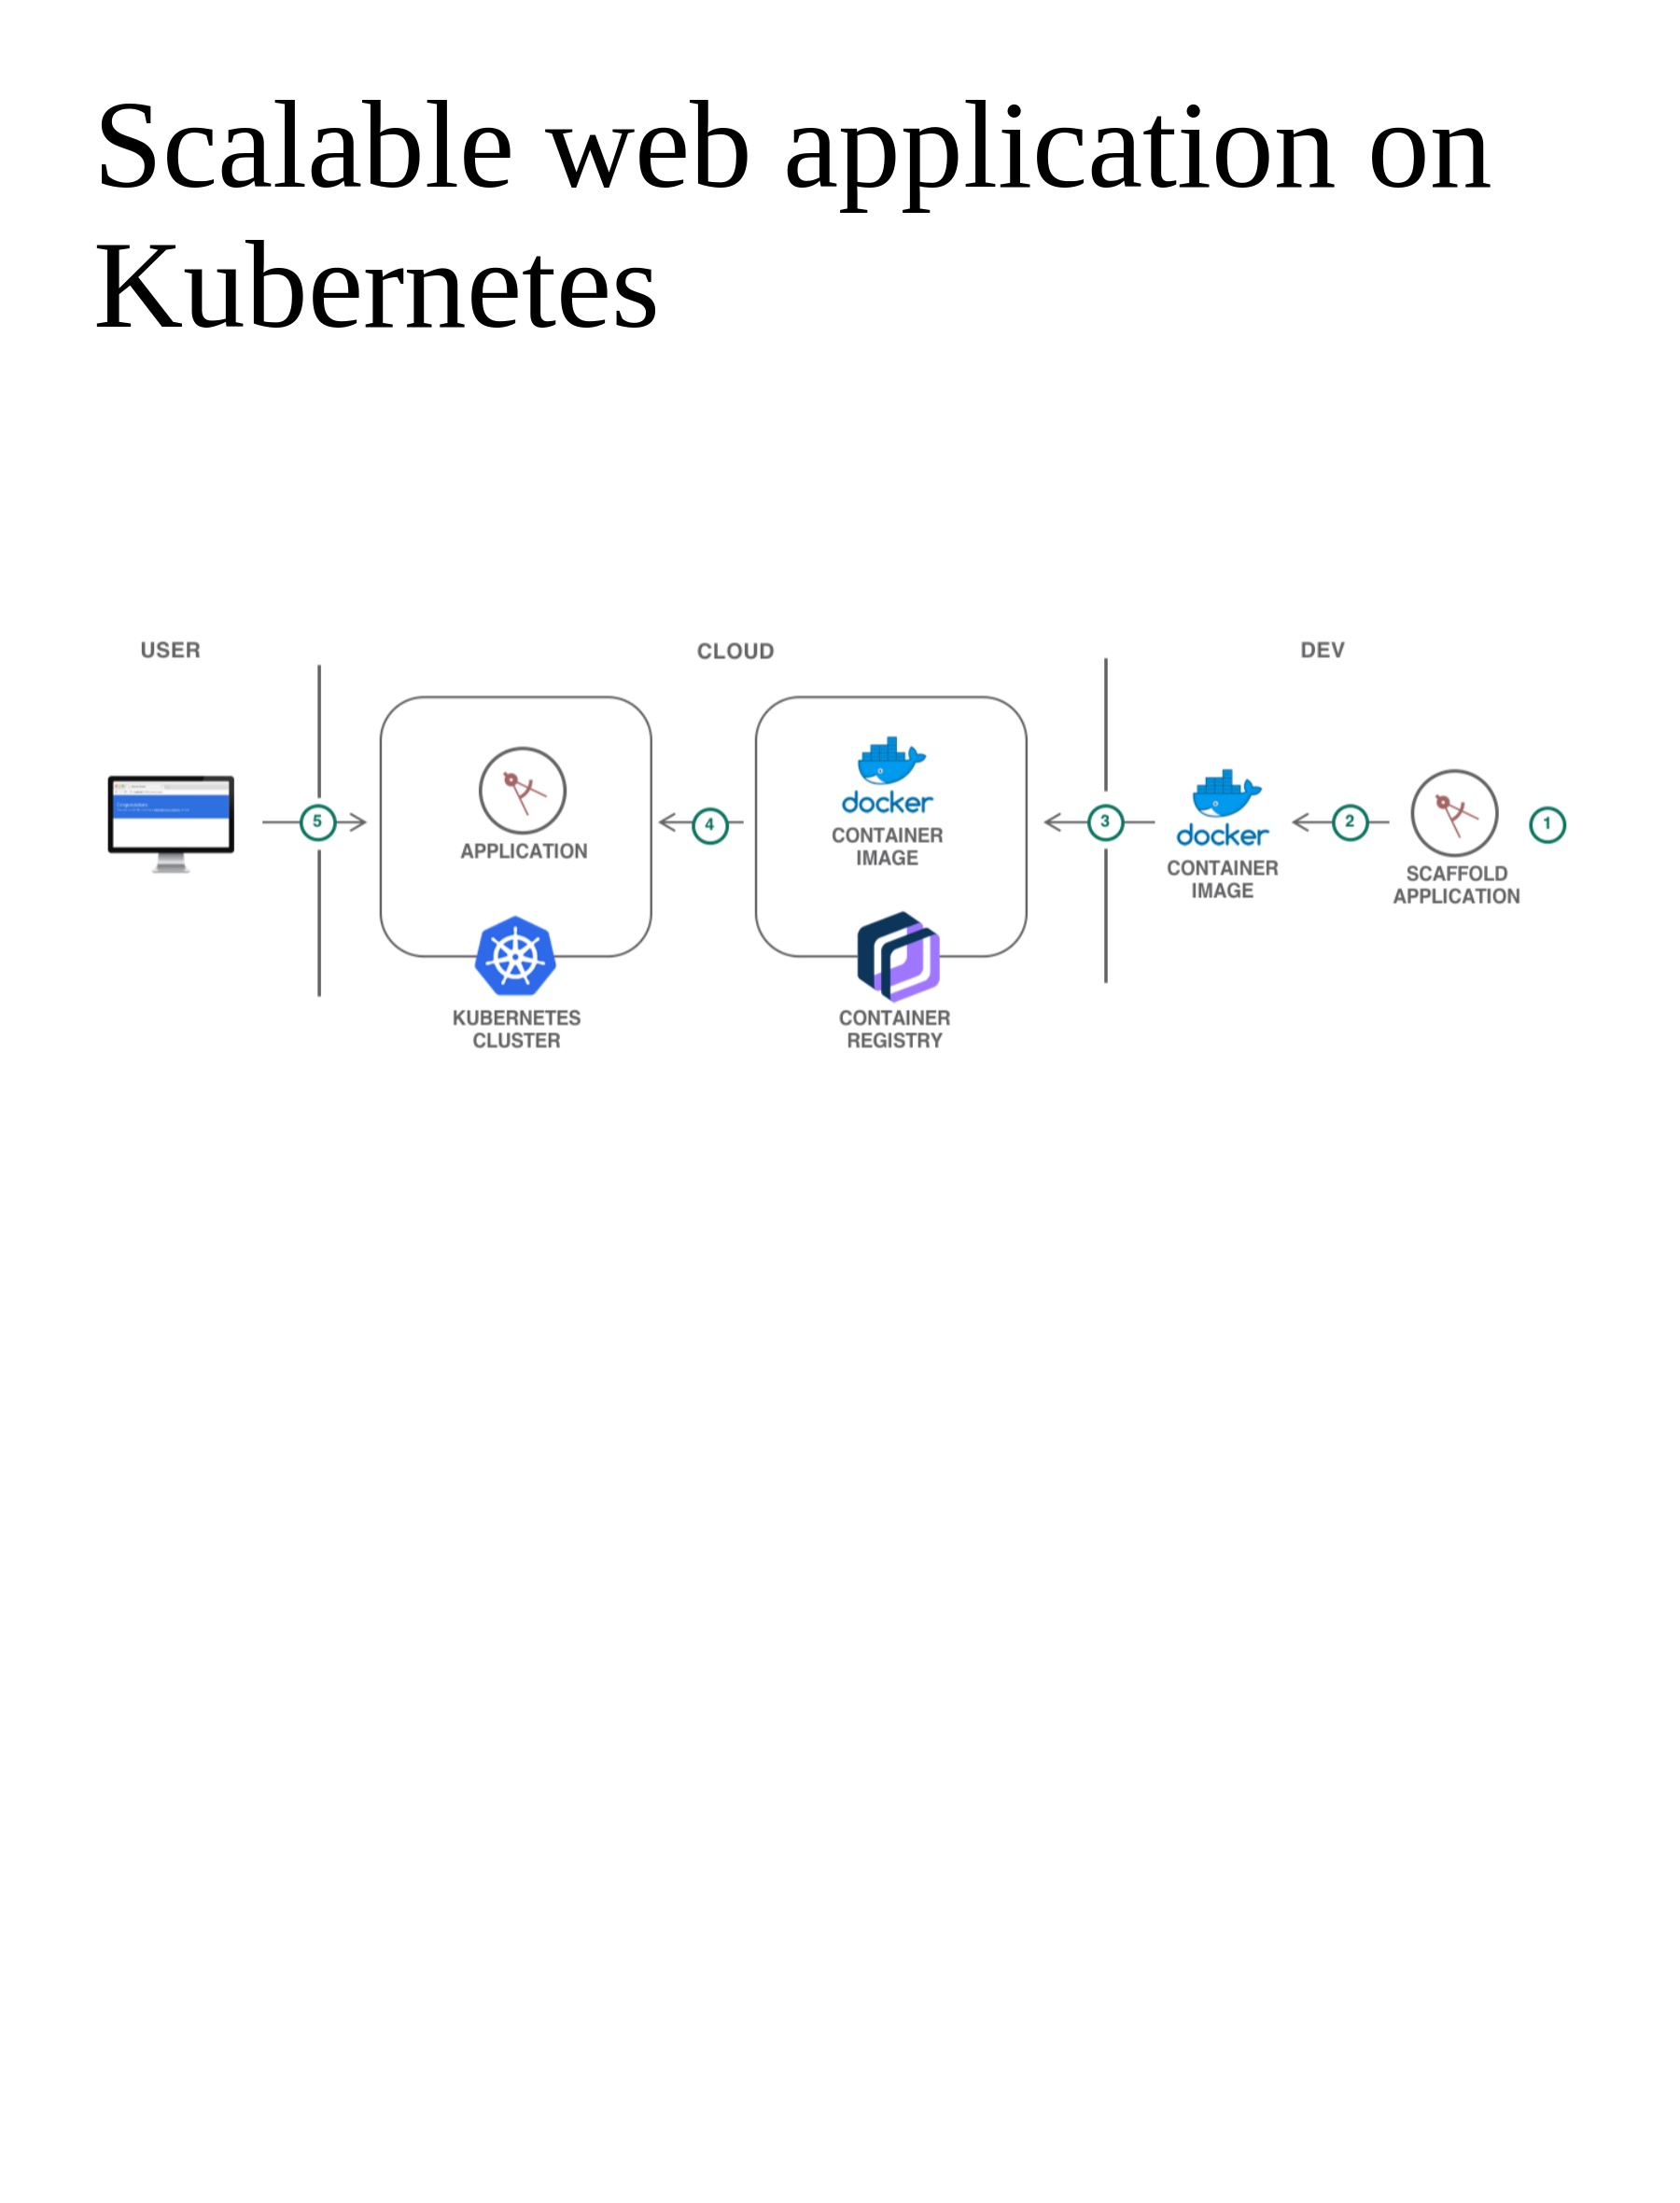 Scalable web application on
Kubernetes
USER
CLOUD
DEV
5
APPLICATION
KUBERNETES
CLUSTER
4
docker
CONTAINER
IMAGE
CONTAINER
REGISTRY
3
docker
CONTAINER
IMAGE
2
SCAFFOLD
APPLICATION
1